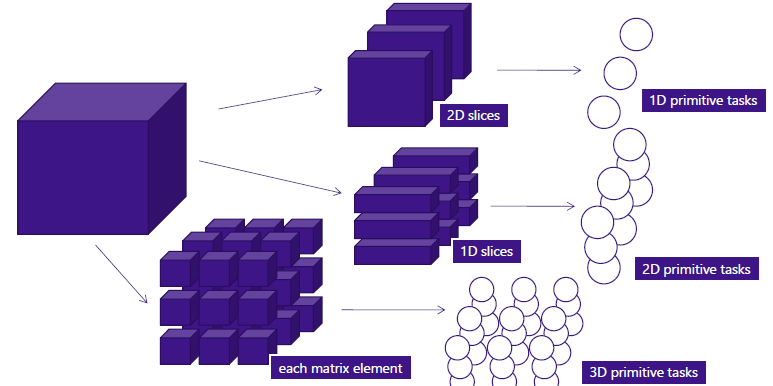 2D slices
1D primitive tasks
1D slices
2D primitive tasks
each matrix element
3D primitive tasks